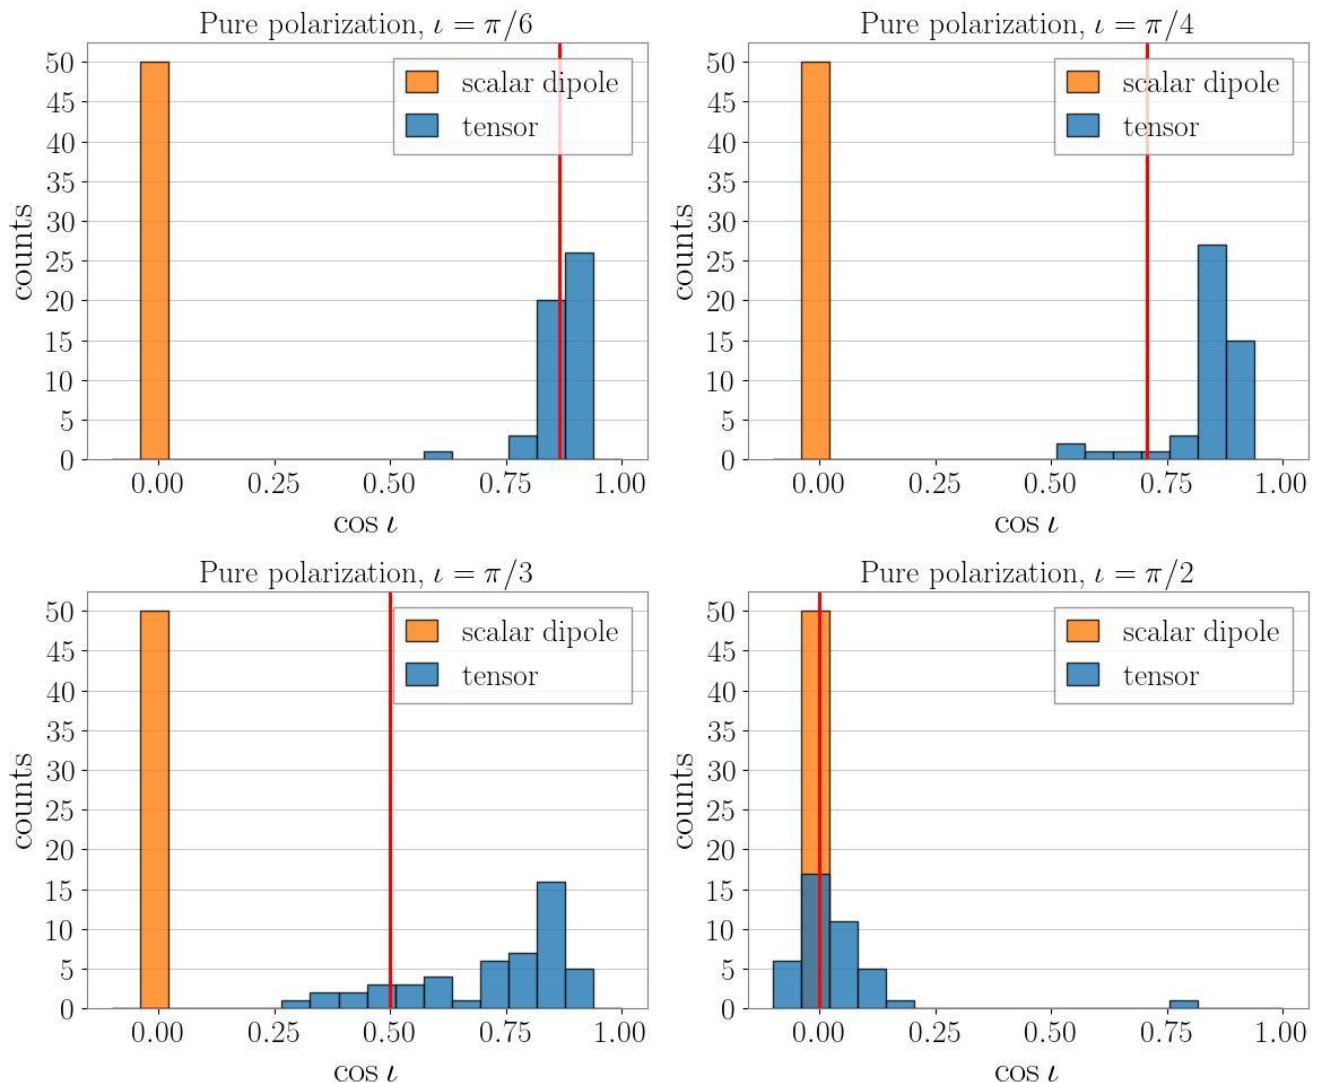 Pure polarization, ι = π/6
50
45
40
35
30
25
20
15
10
5
0
counts
scalar dipole
tensor
0.00 0.25 0.50 0.75 1.00
cos ι
Pure polarization, ι = π/4
50
45
40
35
30
25
20
15
10
5
0
counts
scalar dipole
tensor
0.00 0.25 0.50 0.75 1.00
cos ι
Pure polarization, ι = π/3
50
45
40
35
30
25
20
15
10
5
0
counts
scalar dipole
tensor
0.00 0.25 0.50 0.75 1.00
cos ι
Pure polarization, ι = π/2
50
45
40
35
30
25
20
15
10
5
0
counts
scalar dipole
tensor
0.00 0.25 0.50 0.75 1.00
cos ι